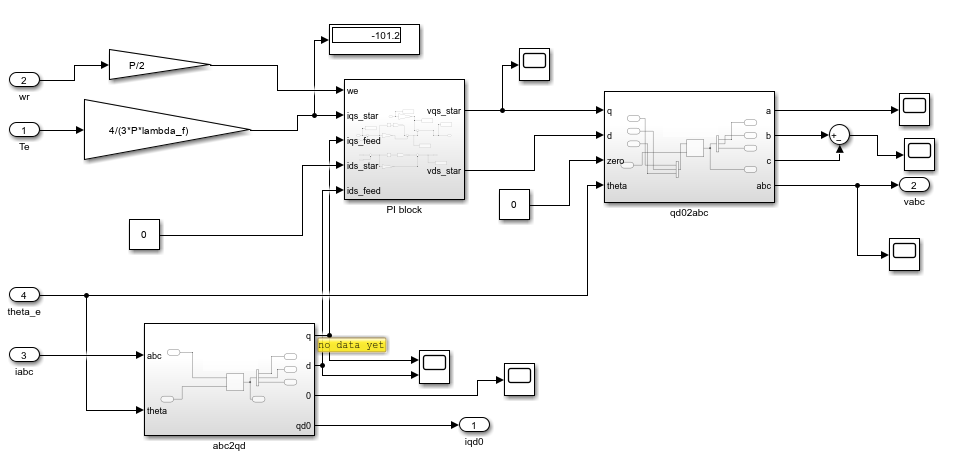 -101.2
2
wr
P/2
1
Te
4/(3*P*lambda_f)
we
iqs_star
iqs_feed
ids_star
ids_feed
vqs_star
vds_star
PI block
0
0
q
d
zero
theta
a
b
c
abc
qd02abc
+
-
2
vabc
4
theta_e
3
iabc
abc
theta
q
d
0
qd0
abc2qd
no data yet
1
iqd0